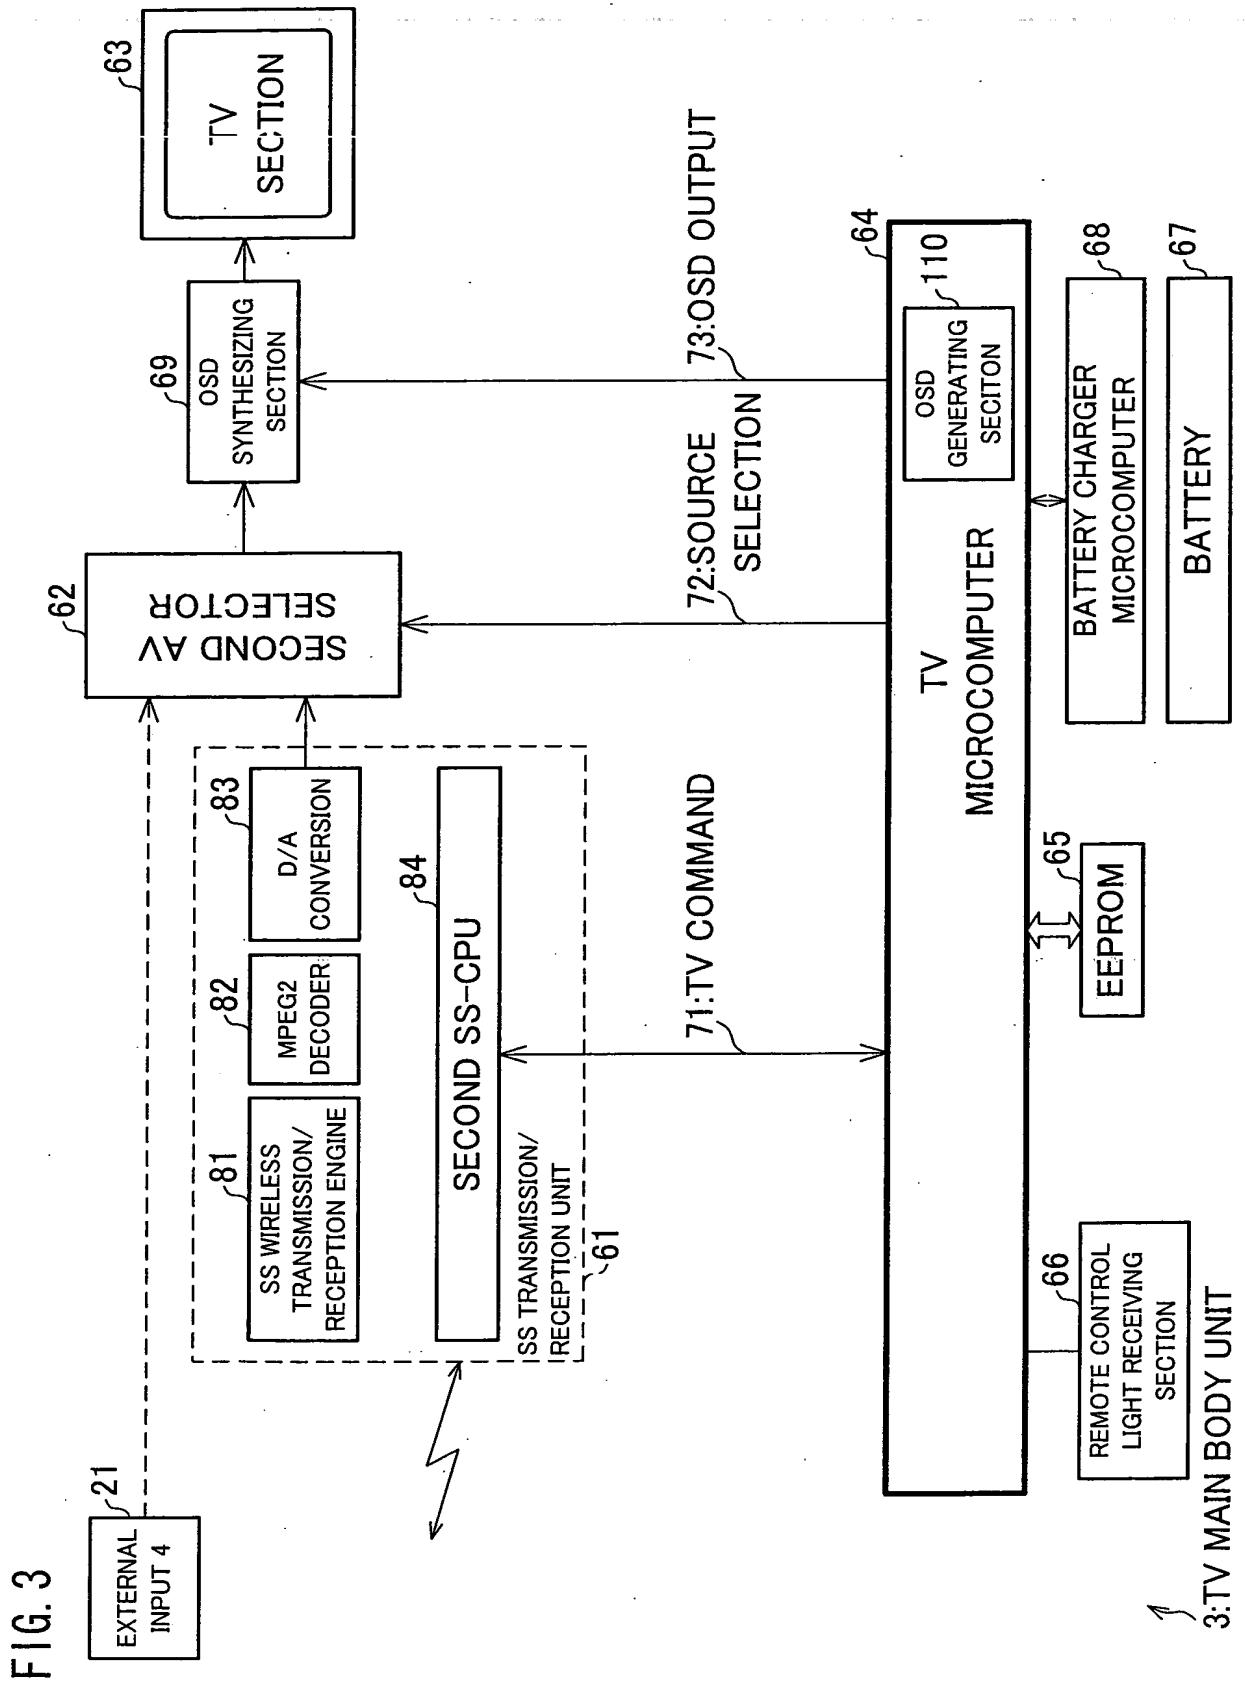 FIG. 3
EXTERNAL
INPUT 4
21
SS WIRELESS
TRANSMISSION/
RECEPTION ENGINE
81
MPEG2
DECODER
82
D/A
CONVERSION
83
SECOND SS-CPU
84
SS TRANSMISSION/
RECEPTION UNIT
61
SECOND AV
SELECTOR
62
OSD
SYNTHESIZING
SECTION
69
TV
SECTION
63
71:TV COMMAND
72:SOURCE
SELECTION
73:OSD OUTPUT
TV
MICROCOMPUTER
64
OSD
GENERATING
SECITON
110
REMOTE CONTROL
LIGHT RECEIVING
SECTION
66
EEPROM
65
BATTERY CHARGER
MICROCOMPUTER
68
BATTERY
67
3:TV MAIN BODY UNIT